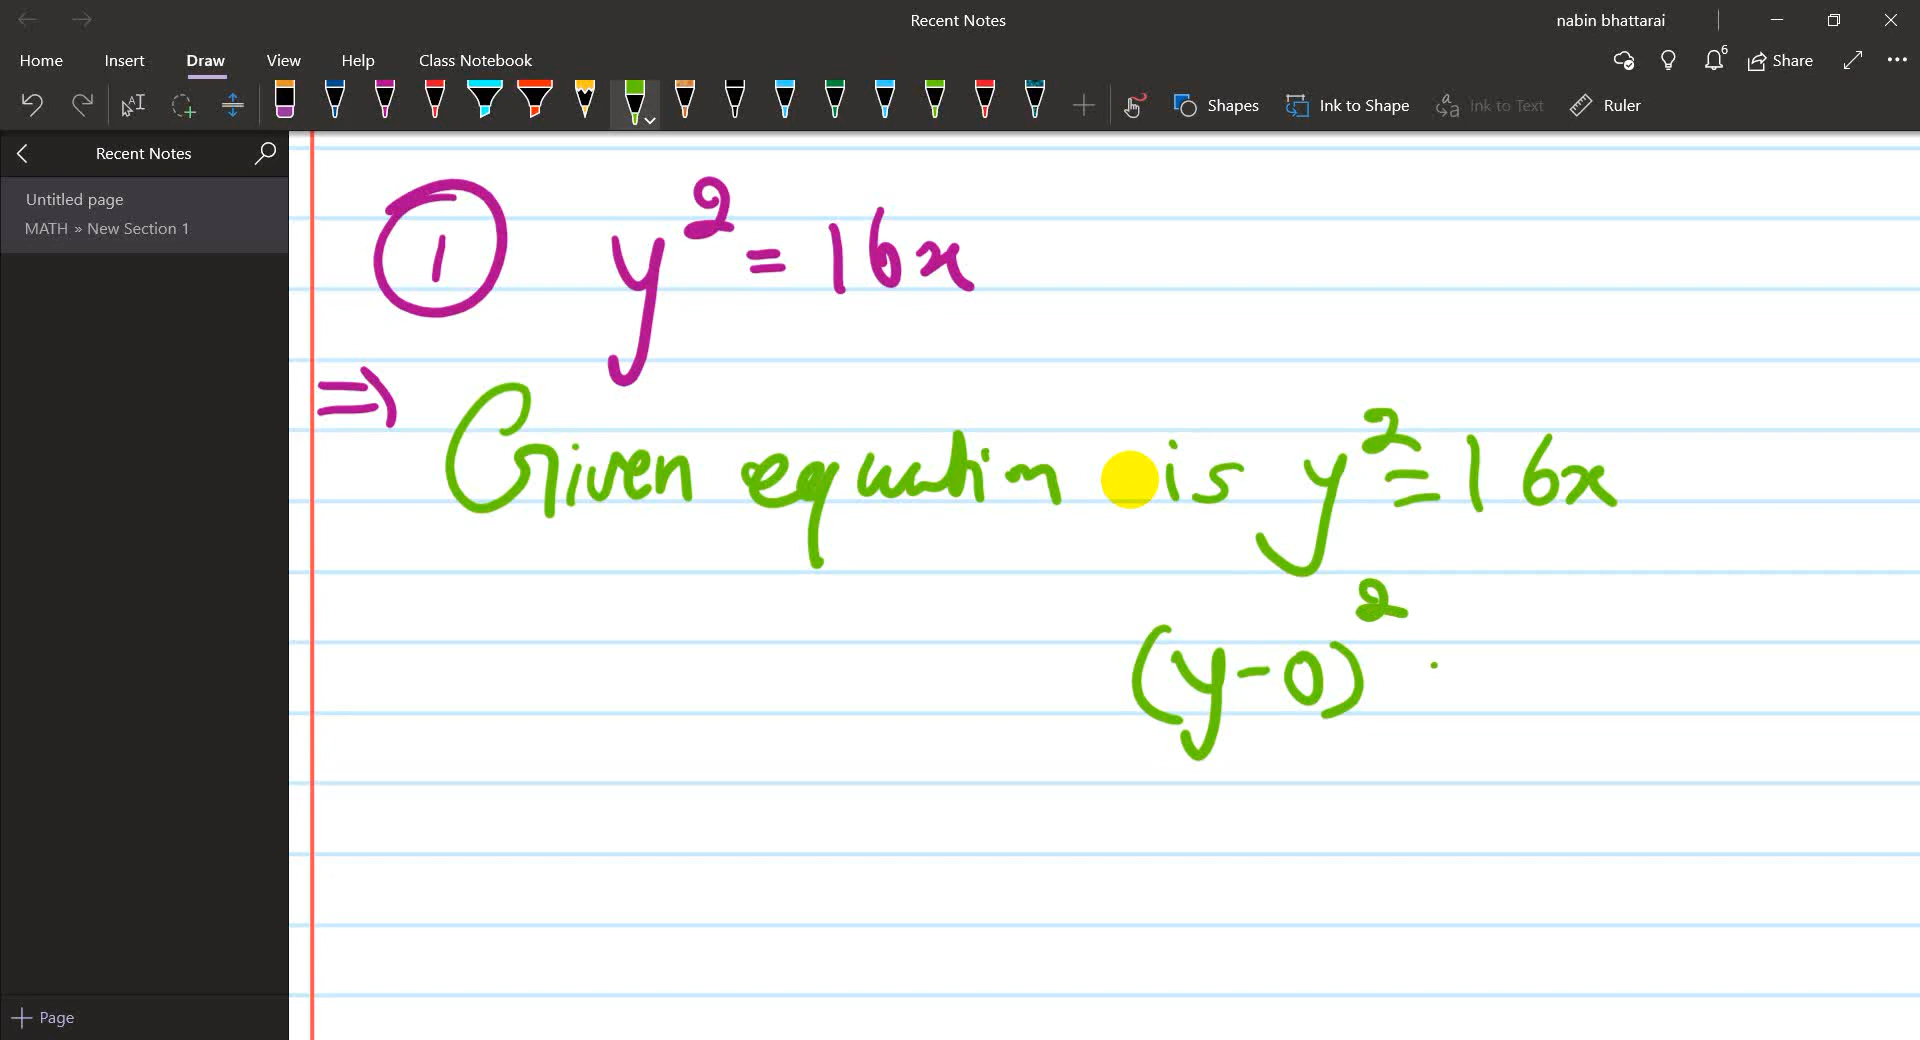 Recent Notes
nabin bhattarai
Home Insert Draw View Help Class Notebook
6
Share
Shapes Ink to Shape Ink to Text Ruler
Recent Notes
Untitled page
MATH » New Section 1
① y² = 16x
⇒ Given equation is y² = 16x
(y-0)²
Page